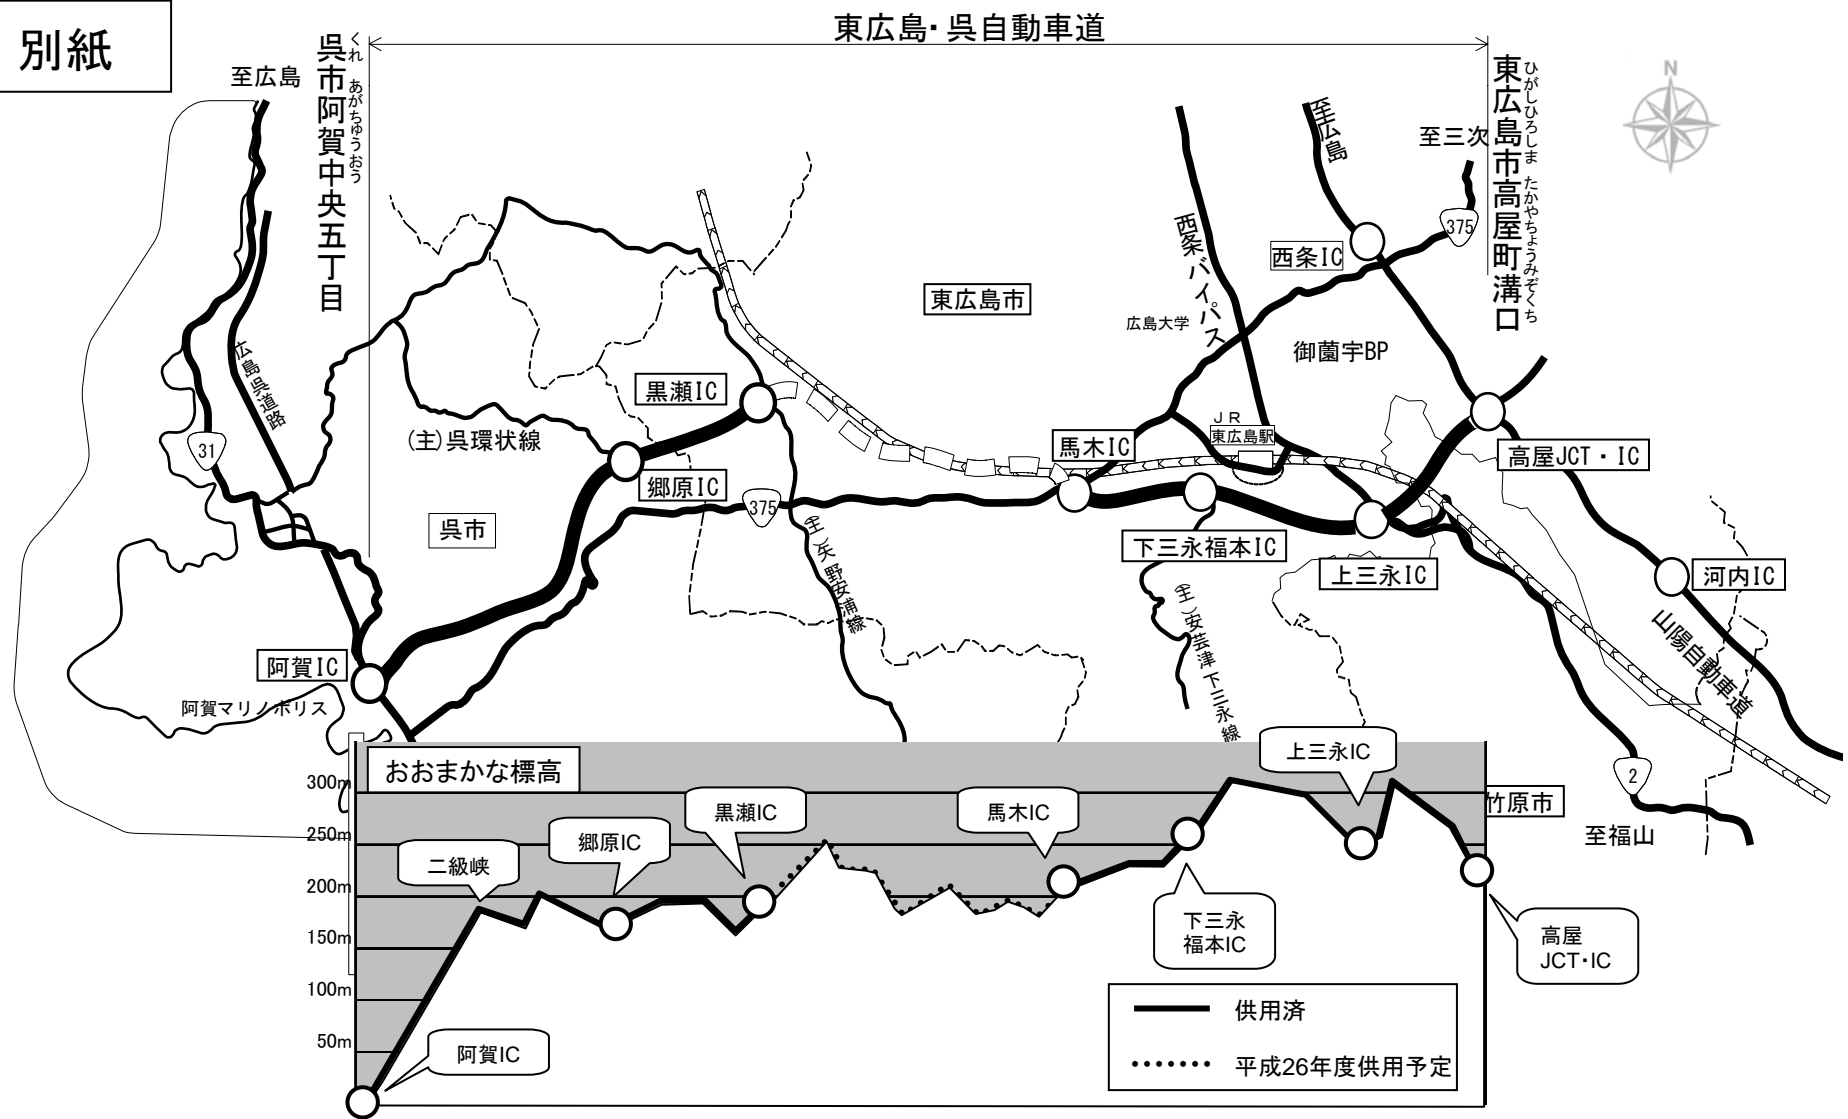 別紙
東広島・呉自動車道
呉市阿賀中央五丁目
くれ あがちゅうおう
東広島市高屋町溝口
ひがしひろしま たかやちょうみぞくち
N
至広島
至広島
至三次
375
西条IC
西条バイパス
東広島市
広島大学
御薗宇BP
広島呉道路
黒瀬IC
(主)呉環状線
31
郷原IC
呉市
375
馬木IC
JR
東広島駅
高屋JCT・IC
下三永福本IC
上三永IC
河内IC
(主)矢野安浦線
(主)安芸津下三永線
山陽自動車道
阿賀IC
阿賀マリノポリス
2
竹原市
至福山
おおまかな標高
300m
250m
200m
150m
100m
50m
二級峡
郷原IC
黒瀬IC
馬木IC
上三永IC
下三永
福本IC
高屋
JCT・IC
阿賀IC
供用済
平成26年度供用予定